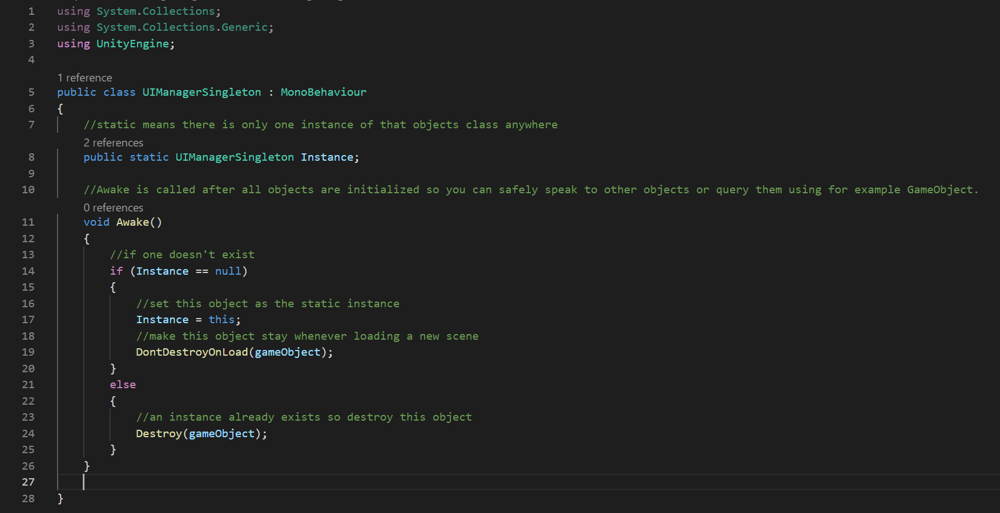 1 using System.Collections;
2 using System.Collections.Generic;
3 using UnityEngine;
4
1 reference
5 public class UIManagerSingleton : MonoBehaviour
6 {
7 //static means there is only one instance of that objects class anywhere
2 references
8 public static UIManagerSingleton Instance;
9
10 //Awake is called after all objects are initialized so you can safely speak to other objects or query them using for example GameObject.
0 references
11 void Awake()
12 {
13 //if one doesn't exist
14 if (Instance == null)
15 {
16 //set this object as the static instance
17 Instance = this;
18 //make this object stay whenever loading a new scene
19 DontDestroyOnLoad(gameObject);
20 }
21 else
22 {
23 //an instance already exists so destroy this object
24 Destroy(gameObject);
25 }
26 }
27
28 }